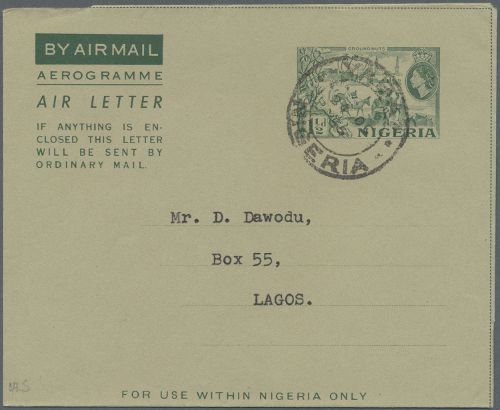 BY AIR MAIL
AEROGRAMME
AIR LETTER
IF ANYTHING IS EN-
CLOSED THIS LETTER
WILL BE SENT BY
ORDINARY MAIL.
GROUNDNUTS
NIGERIA
ERIA
Mr. D. Dawodu,
Box 55,
LAGOS.
FOR USE WITHIN NIGERIA ONLY